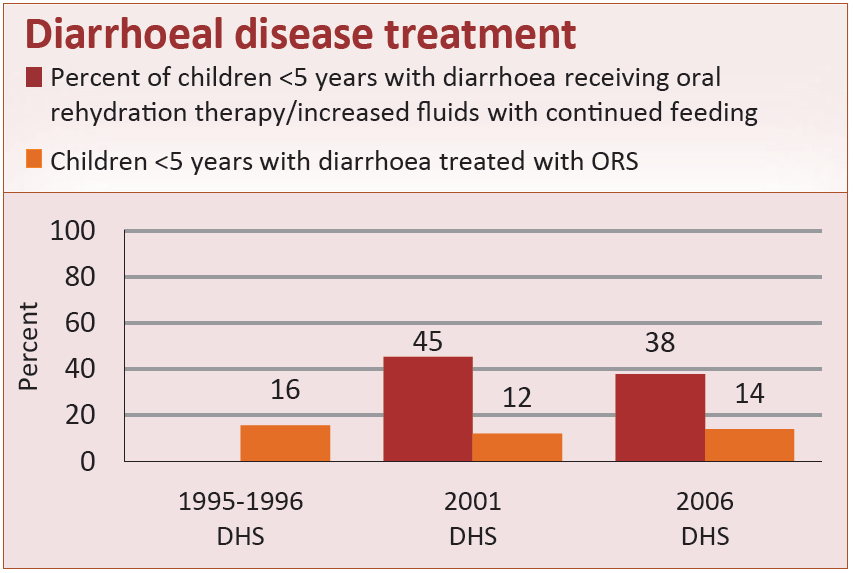 Diarrhoeal disease treatment
Percent of children <5 years with diarrhoea receiving oral
rehydration therapy/increased fluids with continued feeding
Children <5 years with diarrhoea treated with ORS
100
80
60
40
20
0
Percent
16
45
12
38
14
1995-1996
DHS
2001
DHS
2006
DHS